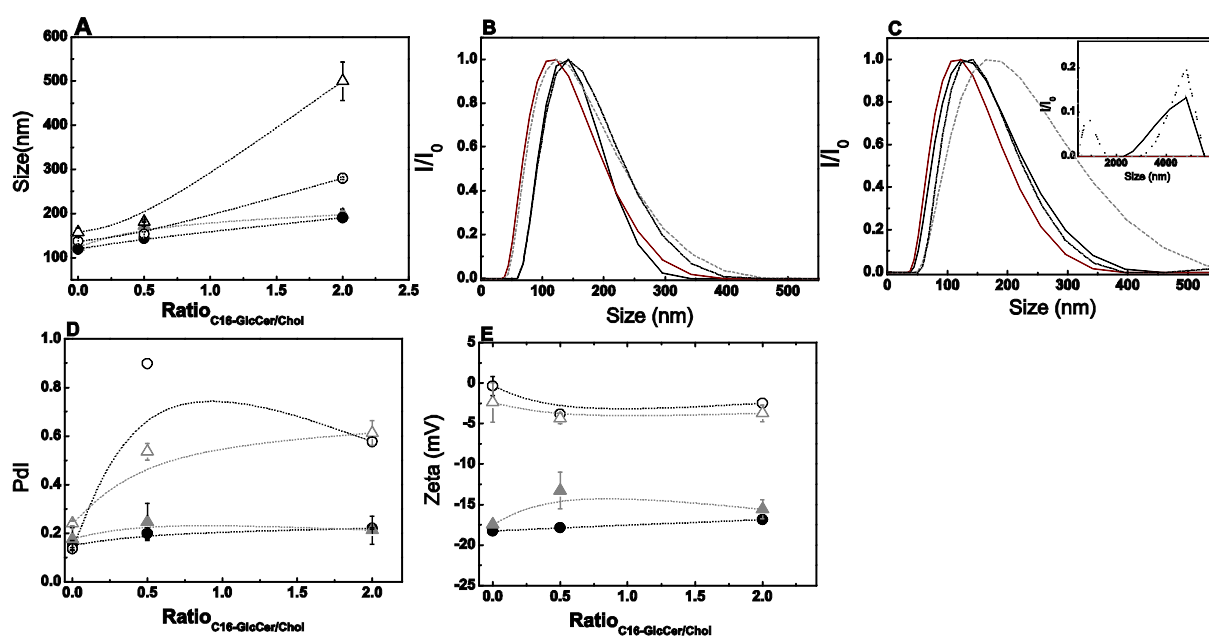 A
Size(nm)
600
500
400
300
200
100
0.0 0.5 1.0 1.5 2.0 2.5
Ratio C16-GlcCer/Chol
B
I/I0
1.0
0.8
0.6
0.4
0.2
0.0
0 100 200 300 400 500
Size (nm)
C
I/I0
1.0
0.8
0.6
0.4
0.2
0.0
0 100 200 300 400 500
Size (nm)
I/I0
0.2
0.1
0.0
2000 4000
Size (nm)
D
PdI
1.0
0.8
0.6
0.4
0.2
0.0
0.0 0.5 1.0 1.5 2.0
Ratio C16-GlcCer/Chol
E
Zeta (mV)
5
0
-5
-10
-15
-20
-25
0.0 0.5 1.0 1.5 2.0
Ratio C16-GlcCer/Chol